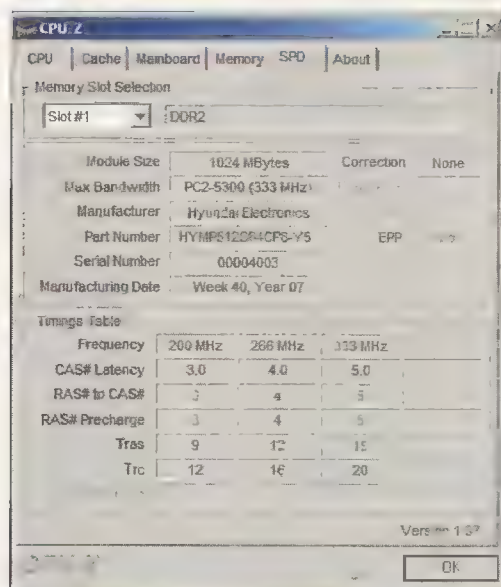 CPU-Z
CPU Cache Mainboard Memory SPD About
Memory Slot Selection
Slot #1 DDR2
Module Size 1024 MBytes Correction None
Max Bandwidth PC2-5300 (333 MHz)
Manufacturer Hyundai Electronics
Part Number EPP
Serial Number 00004003
Manufacturing Date Week 40, Year 07
Timings Table
Frequency 200 MHz 266 MHz 333 MHz
CAS# Latency 3.0 4.0 5.0
RAS# to CAS# 3 4 5
RAS# Precharge 3 4 5
Tras 9 12 15
Trc 12 16 20
Version
OK